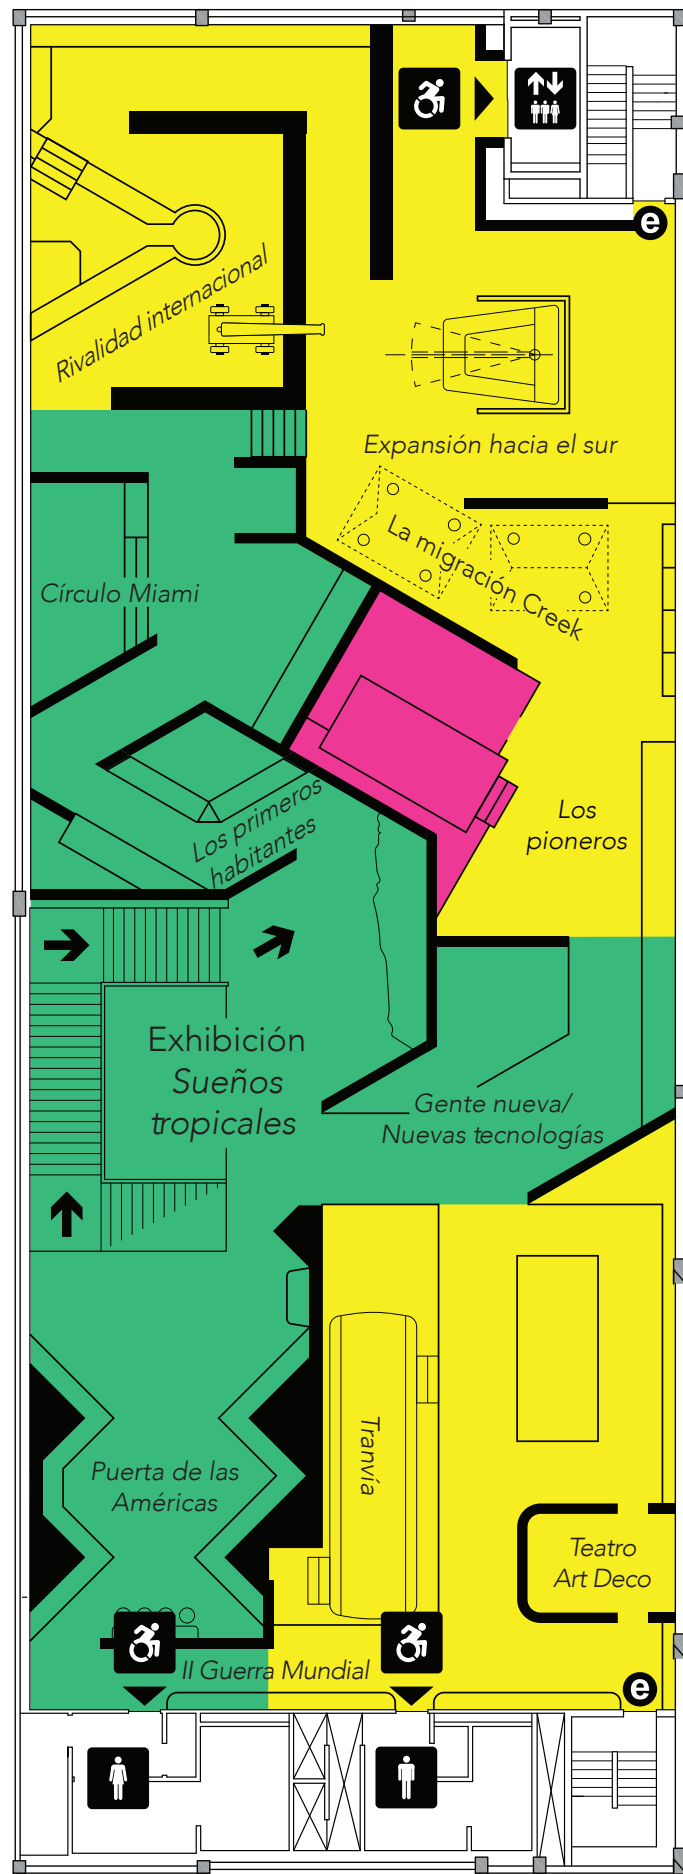 e
Rivalidad internacional
Expansión hacia el sur
La migración Creek
Círculo Miami
Los
pioneros
Los primeros
habitantes
Exhibición
Sueños
tropicales
Gente nueva/
Nuevas tecnologías
Tranvía
Puerta de las
Américas
Teatro
Art Deco
II Guerra Mundial
e